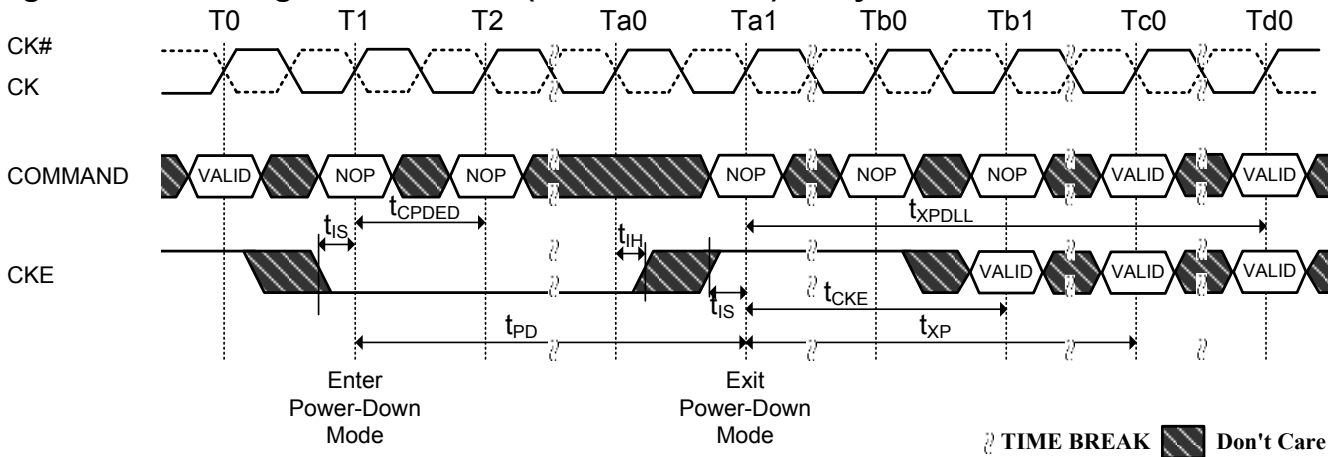 T0 T1 T2 Ta0 Ta1 Tb0 Tb1 Tc0 Td0
CK#
CK
COMMAND VALID NOP NOP NOP NOP NOP VALID VALID
tCPDED tXPDLL
tIS tIH
CKE VALID VALID VALID
tIS tCKE
tPD tXP
Enter
Power-Down
Mode
Exit
Power-Down
Mode
TIME BREAK Don't Care